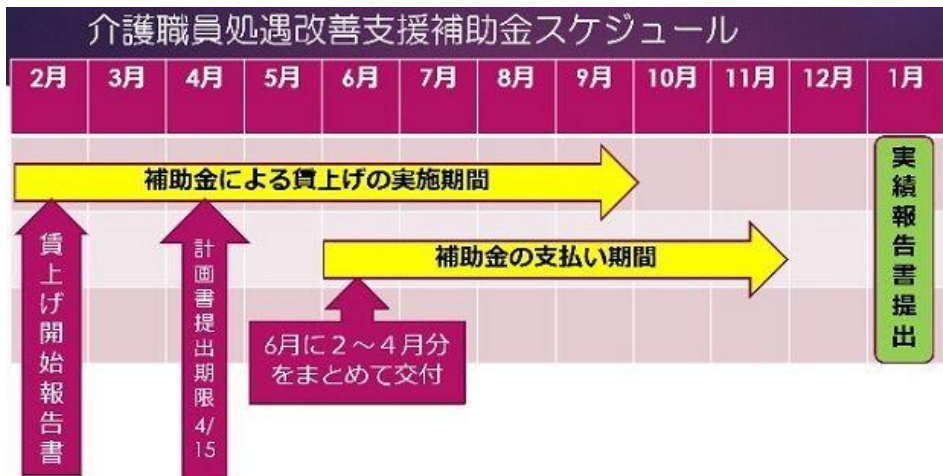 介護職員処遇改善支援補助金スケジュール
2月 3月 4月 5月 6月 7月 8月 9月 10月 11月 12月 1月
補助金による賃上げの実施期間
補助金の支払い期間
賃上げ開始報告書
計画書提出期限4/15
6月に２～４月分
をまとめて交付
実績報告書提出